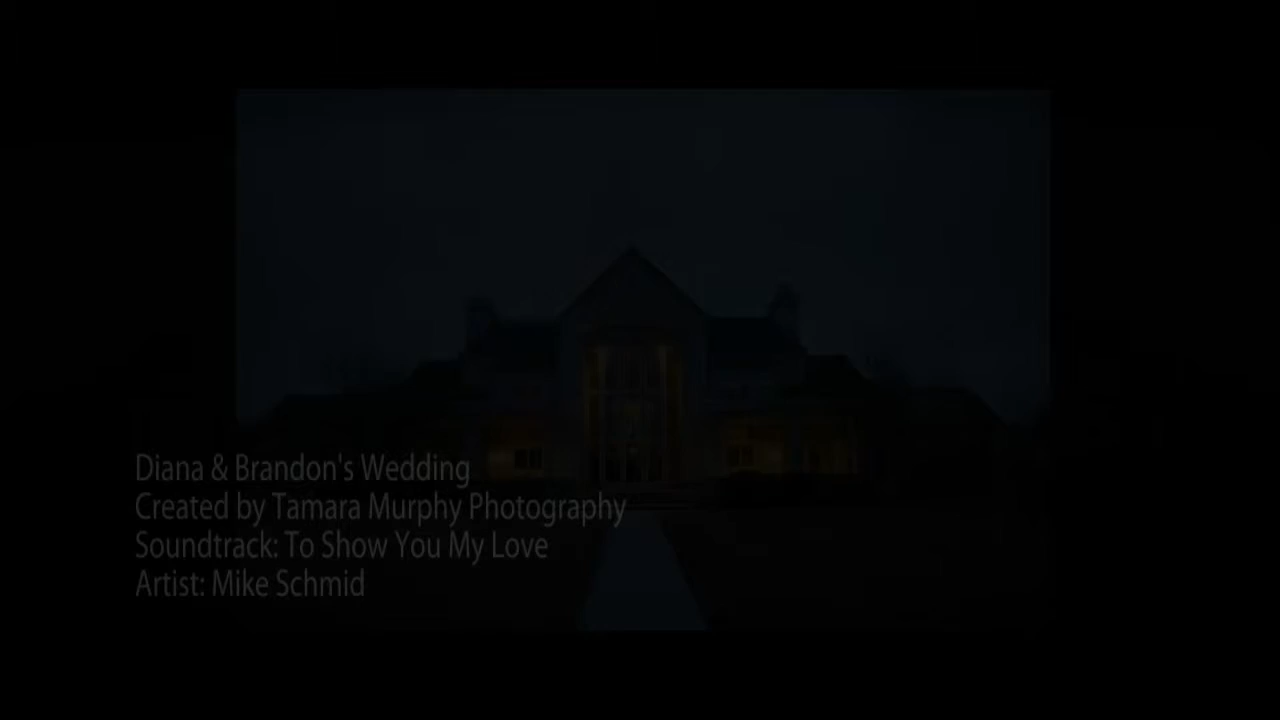 Diana & Brandon's Wedding
Created by Tamara Murphy Photography
Soundtrack: To Show You My Love
Artist: Mike Schmid